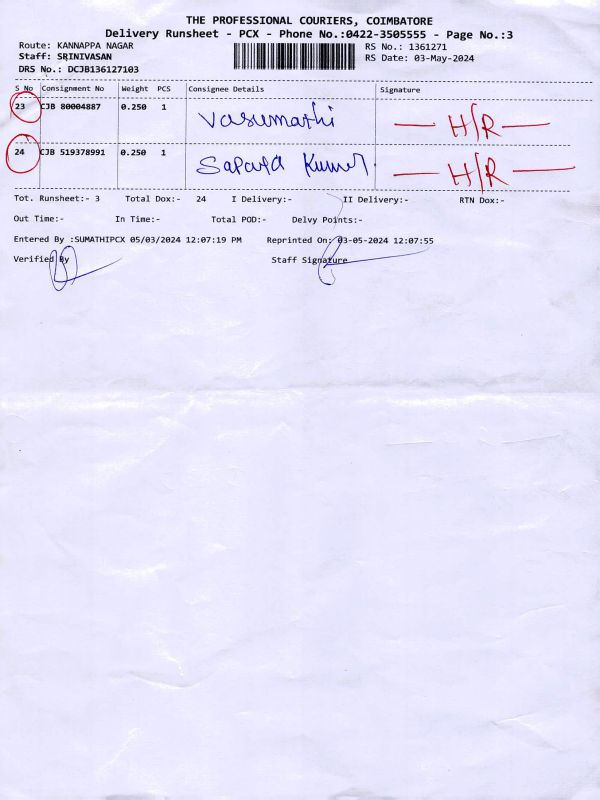 THE PROFESSIONAL COURIERS, COIMBATORE
Delivery Runsheet - PCX - Phone No.:0422-3505555 - Page No.:3
Route: KANNAPPA NAGAR RS No.: 1361271
Staff: SRINIVASAN RS Date: 03-May-2024
DRS No.: DCJB136127103
S No Consignment No Weight PCS Consignee Details Signature
23 CJB 80004887 0.250 1 Vasumathi H/R
24 CJB 519378991 0.250 1 Kumar H/R
Tot. Runsheet:- 3 Total Dox:- 24 I Delivery:- II Delivery:- RTN Dox:-
Out Time:- In Time:- Total POD:- Delvy Points:-
Entered By :SUMATHIPCX 05/03/2024 12:07:19 PM Reprinted On: 03-05-2024 12:07:55
Verified By Staff Signature